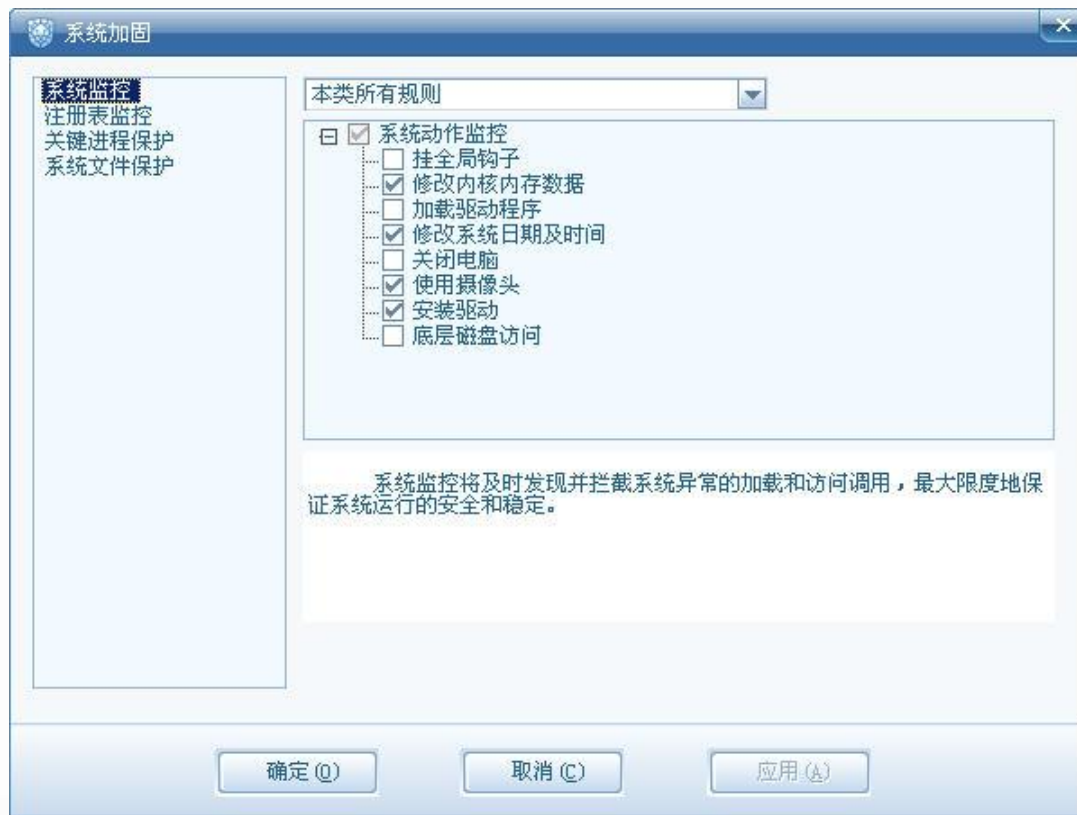 系统加固
系统监控
注册表监控
关键进程保护
系统文件保护
本类所有规则
系统动作监控
挂全局钩子
修改内核内存数据
加载驱动程序
修改系统日期及时间
关闭电脑
使用摄像头
安装驱动
底层磁盘访问
系统监控将及时发现并拦截系统异常的加载和访问调用，最大限度地保
证系统运行的安全和稳定。
确定(O)
取消(C)
应用(A)